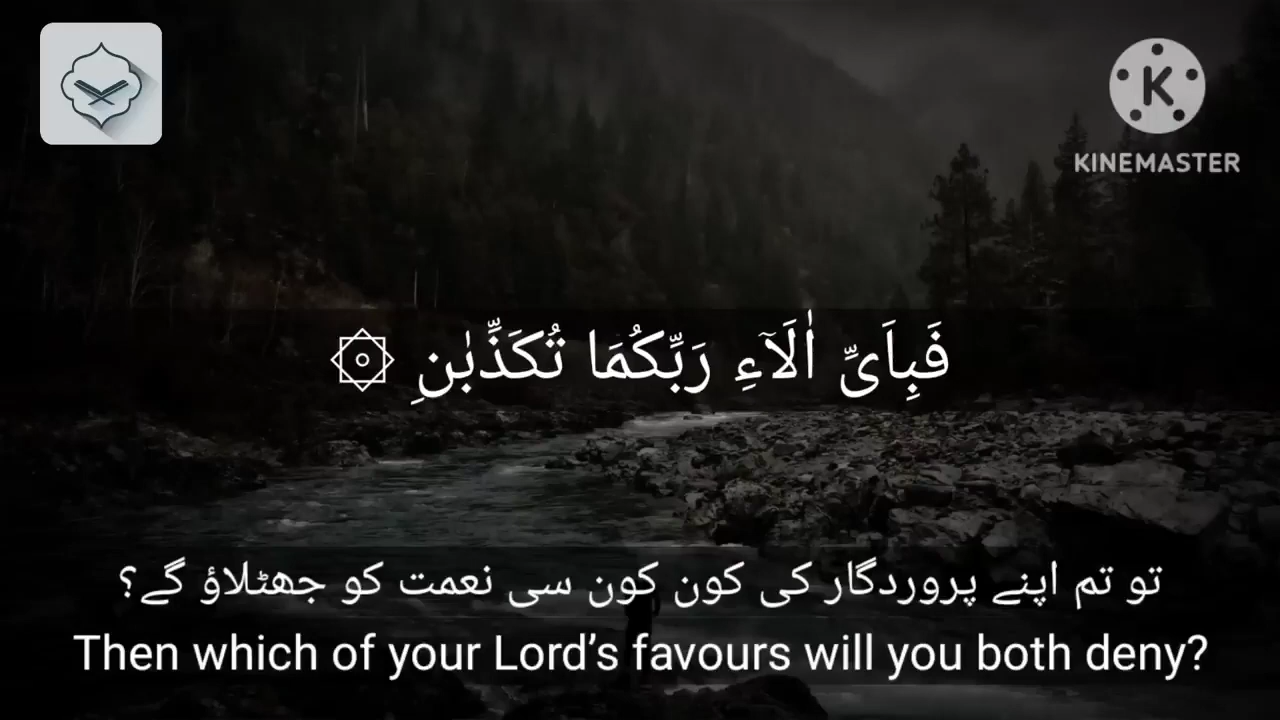 KINEMASTER
فَبِاَىِّ اٰلَآءِ رَبِّكُمَا تُكَذِّبٰنِ ۞
تو تم اپنے پروردگار کی کون کون سی نعمت کو جھٹلاؤ گے؟
Then which of your Lord’s favours will you both deny?